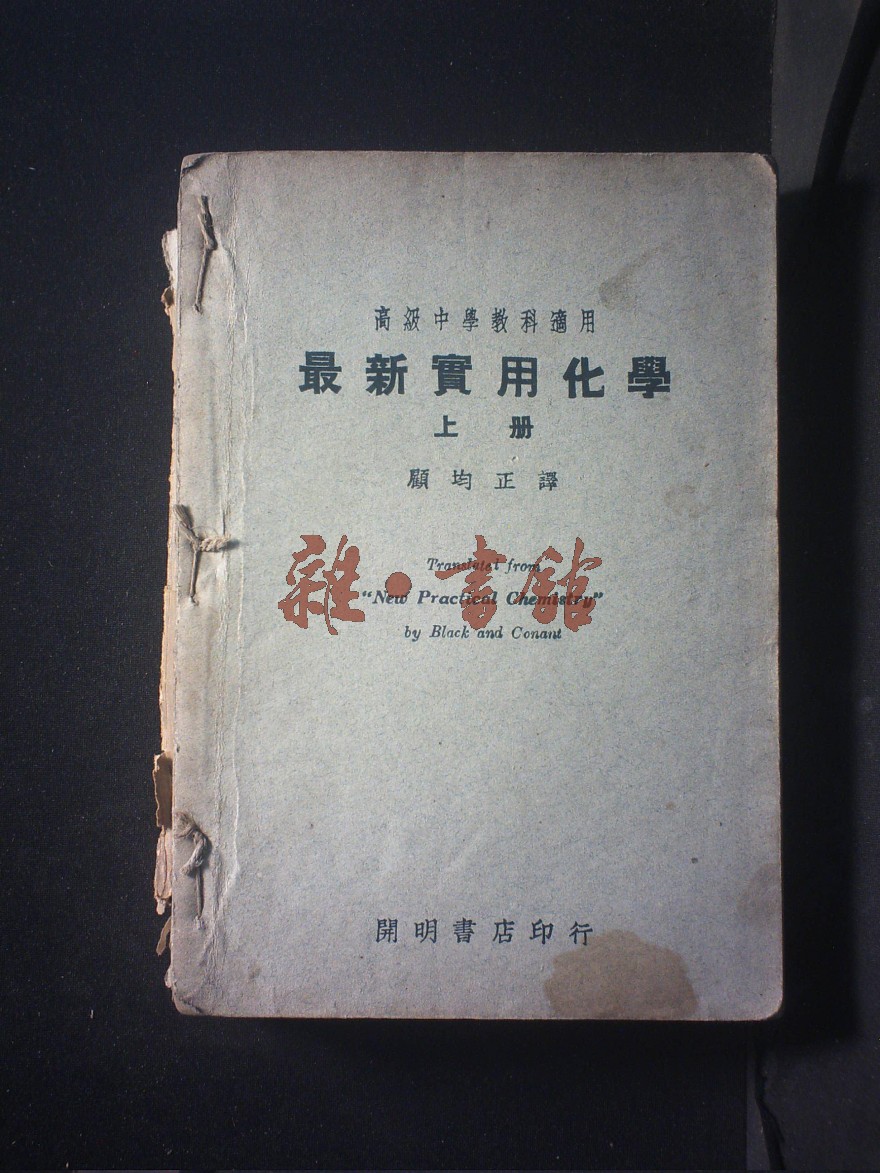 高級中學教科適用
最新實用化學
上册
顧均正譯
Translated from
雜·書館
"New Practical Chemistry"
by Black and Conant
開明書店印行